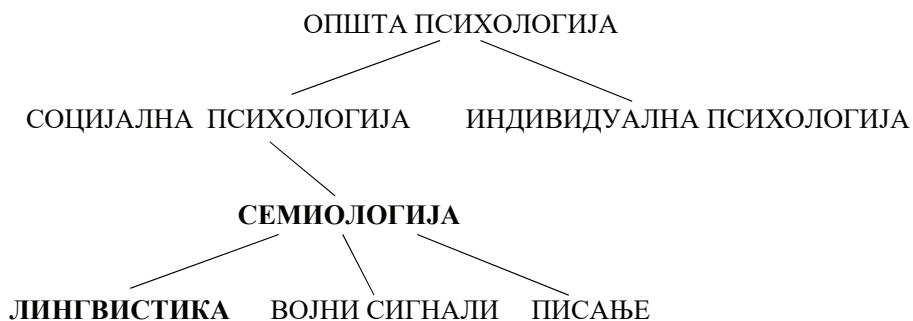 ОПШТА ПСИХОЛОГИЈА
СОЦИЈАЛНА ПСИХОЛОГИЈА ИНДИВИДУАЛНА ПСИХОЛОГИЈА
СЕМИОЛОГИЈА
ЛИНГВИСТИКА ВОЈНИ СИГНАЛИ ПИСАЊЕ